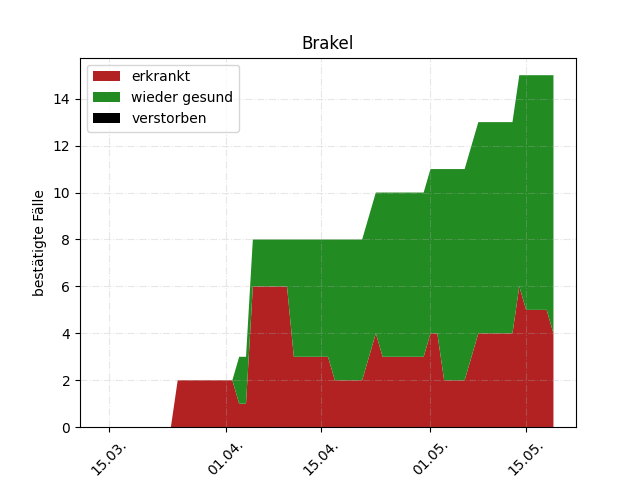 Brakel
erkrankt
wieder gesund
verstorben
bestätigte Fälle
14
12
10
8
6
4
2
0
15.03.
01.04.
15.04.
01.05.
15.05.